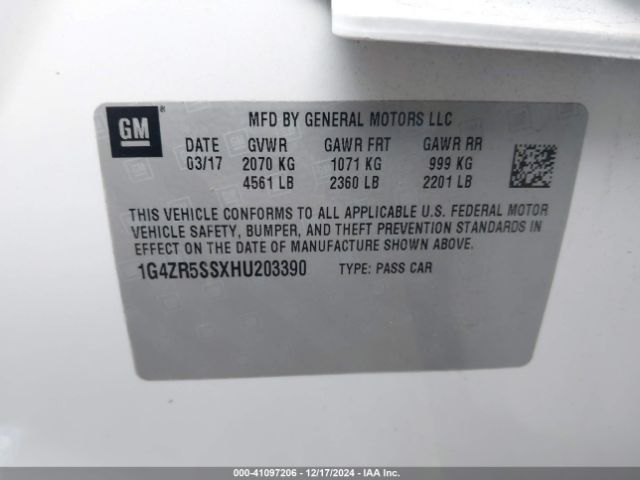 GM
MFD BY GENERAL MOTORS LLC
DATE GVWR GAWR FRT GAWR RR
03/17 2070 KG 1071 KG 999 KG
4561 LB 2360 LB 2201 LB
THIS VEHICLE CONFORMS TO ALL APPLICABLE U.S. FEDERAL MOTOR
VEHICLE SAFETY, BUMPER, AND THEFT PREVENTION STANDARDS IN
EFFECT ON THE DATE OF MANUFACTURE SHOWN ABOVE.
1G4ZR5SSXHU203390 TYPE: PASS CAR
000-41097206 - 12/17/2024 - IAAI.com